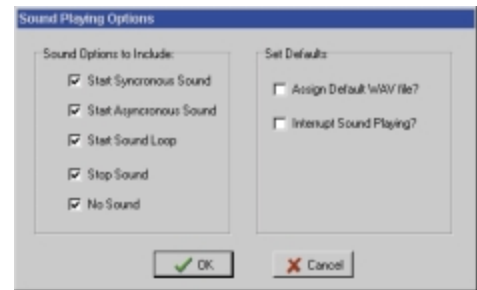 Sound Playing Options
Sound Options to Include:
Start Syncronous Sound
Start Asyncronous Sound
Start Sound Loop
Stop Sound
No Sound
Set Defaults
Assign Default WAV file?
Interrupt Sound Playing?
OK
Cancel